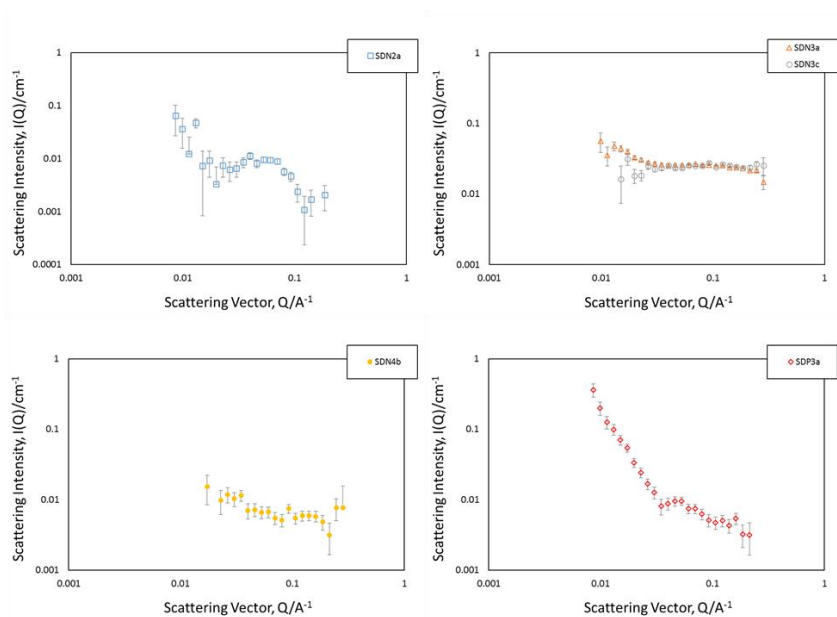 SDN2a
1
0.1
0.01
0.001
0.0001
0.001
0.01
0.1
1
Scattering Intensity, I(Q)/cm⁻¹
Scattering Vector, Q/A⁻¹
SDN3a
SDN3c
1
0.1
0.01
0.001
0.001
0.01
0.1
1
Scattering Intensity, I(Q)/cm⁻¹
Scattering Vector, Q/A⁻¹
SDN4b
1
0.1
0.01
0.001
0.001
0.01
0.1
1
Scattering Intensity, I(Q)/cm⁻¹
Scattering Vector, Q/A⁻¹
SDP3a
1
0.1
0.01
0.001
0.001
0.01
0.1
1
Scattering Intensity, I(Q)/cm⁻¹
Scattering Vector, Q/A⁻¹